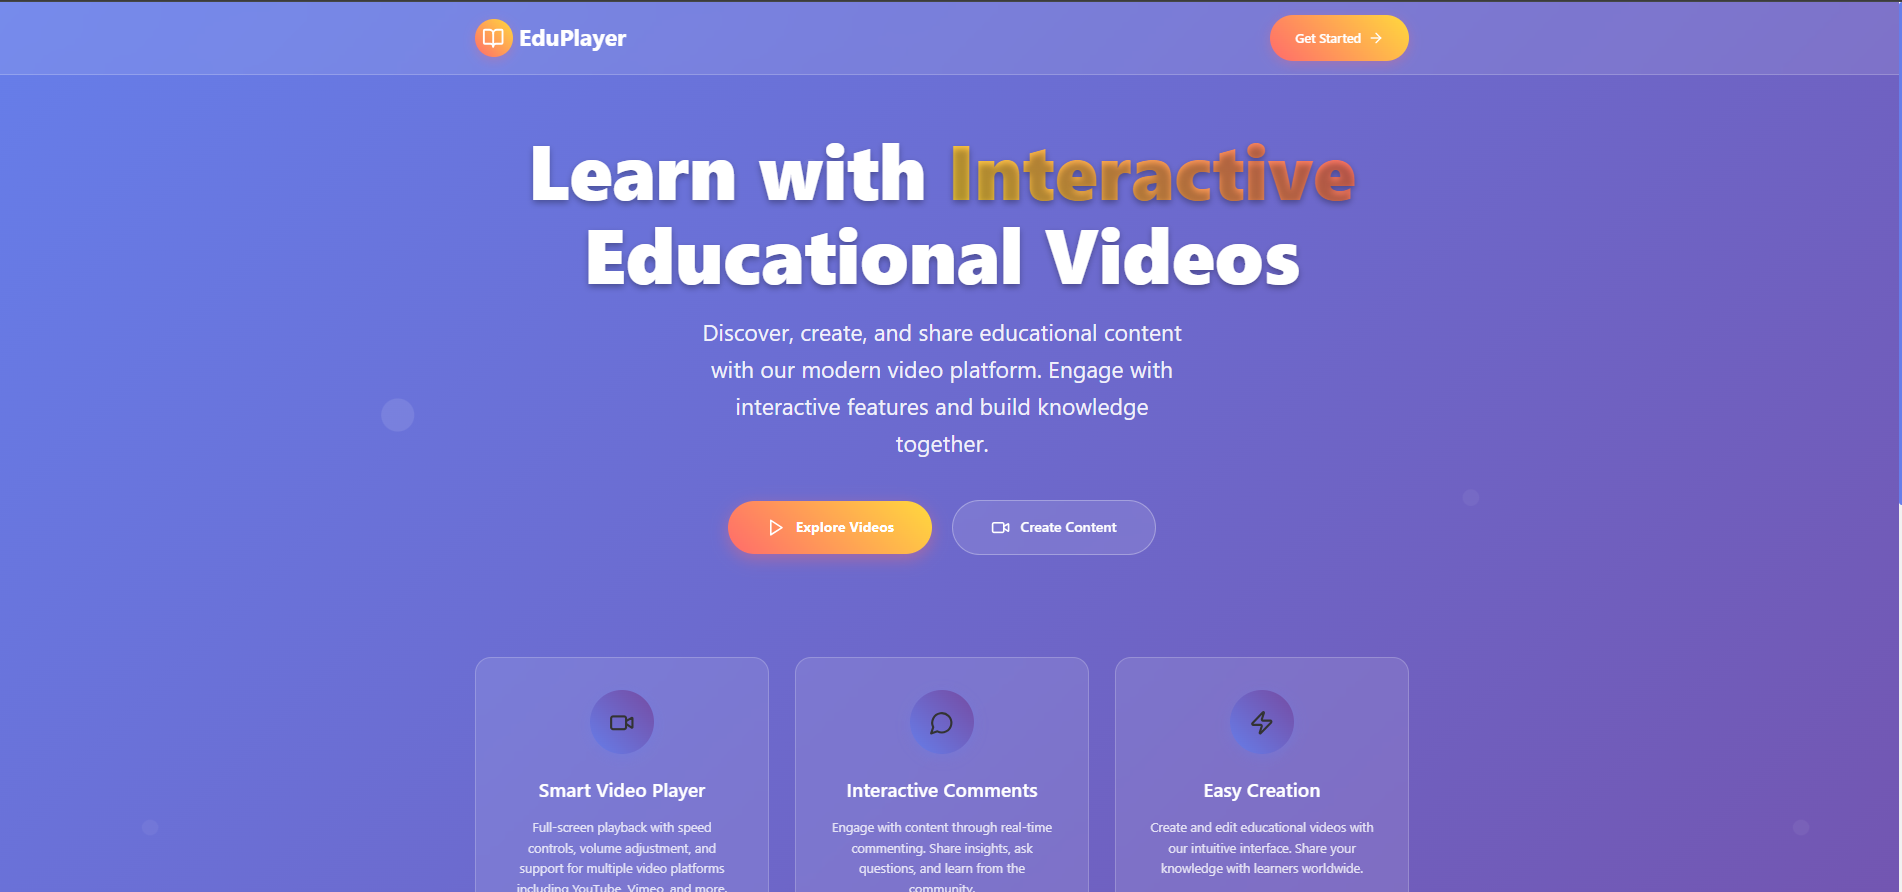 EduPlayer
Get Started
Learn with Interactive
Educational Videos
Discover, create, and share educational content
with our modern video platform. Engage with
interactive features and build knowledge
together.
Explore Videos
Create Content
Smart Video Player
Full-screen playback with speed
controls, volume adjustment, and
support for multiple video platforms
including YouTube, Vimeo, and more.
Interactive Comments
Engage with content through real-time
commenting. Share insights, ask
questions, and learn from the
community.
Easy Creation
Create and edit educational videos with
our intuitive interface. Share your
knowledge with learners worldwide.